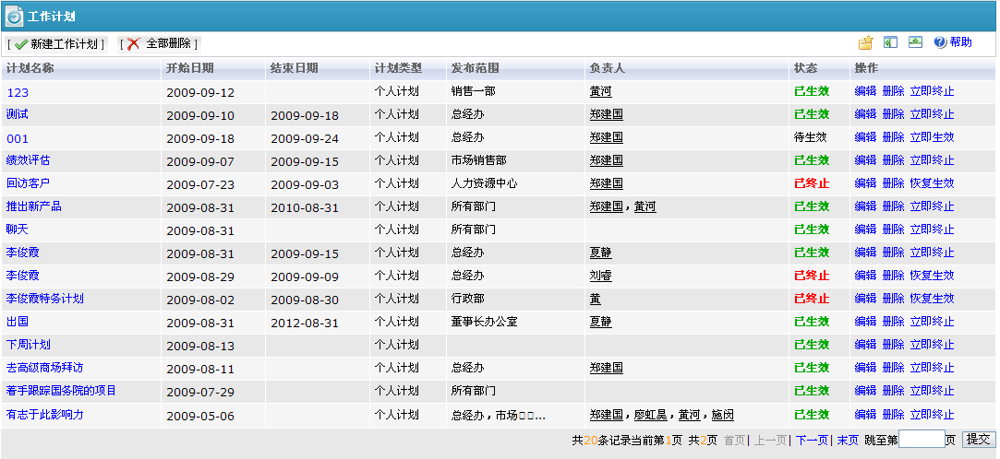 工作计划
[ 新建工作计划 ] [ 全部删除 ] 帮助
计划名称 开始日期 结束日期 计划类型 发布范围 负责人 状态 操作
123 2009-09-12 个人计划 销售一部 黄河 已生效 编辑 删除 立即终止
测试 2009-09-10 2009-09-18 个人计划 总经办 郑建国 已生效 编辑 删除 立即终止
001 2009-09-18 2009-09-24 个人计划 总经办 郑建国 待生效 编辑 删除 立即生效
绩效评估 2009-09-07 2009-09-15 个人计划 市场销售部 郑建国 已生效 编辑 删除 立即终止
回访客户 2009-07-23 2009-09-03 个人计划 人力资源中心 郑建国 已终止 编辑 删除 恢复生效
推出新产品 2009-08-31 2010-08-31 个人计划 所有部门 郑建国，黄河 已生效 编辑 删除 立即终止
聊天 2009-08-31 个人计划 所有部门 已生效 编辑 删除 立即终止
李俊霞 2009-08-31 2009-09-15 个人计划 总经办 夏静 已生效 编辑 删除 立即终止
李俊霞 2009-08-29 2009-09-09 个人计划 总经办 刘睿 已终止 编辑 删除 恢复生效
李俊霞特务计划 2009-08-02 2009-08-30 个人计划 行政部 黄 已终止 编辑 删除 恢复生效
出国 2009-08-31 2012-08-31 个人计划 董事长办公室 夏静 已生效 编辑 删除 立即终止
下周计划 2009-08-13 个人计划 已生效 编辑 删除 立即终止
去高级商场拜访 2009-08-11 个人计划 总经办 郑建国 已生效 编辑 删除 立即终止
着手跟踪国务院的项目 2009-07-29 个人计划 所有部门 已生效 编辑 删除 立即终止
有志于此影响力 2009-05-06 个人计划 总经办，市场□□... 郑建国，廖虹昊，黄河，施闵 已生效 编辑 删除 立即终止
共20条记录当前第1页 共2页 首页| 上一页| 下一页| 末页 跳至第 页 提交